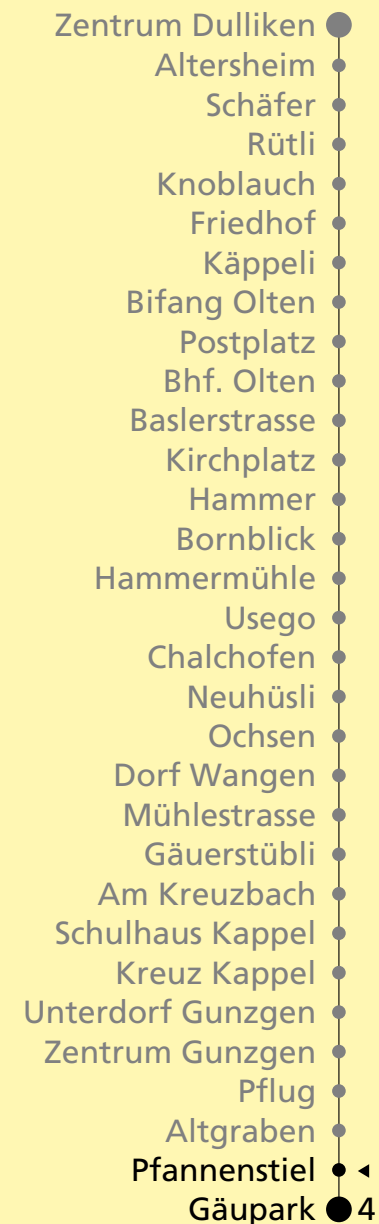 Zentrum Dulliken
Altersheim
Schäfer
Rütli
Knoblauch
Friedhof
Käppeli
Bifang Olten
Postplatz
Bhf. Olten
Baslerstrasse
Kirchplatz
Hammer
Bornblick
Hammermühle
Usego
Chalchofen
Neuhüsli
Ochsen
Dorf Wangen
Mühlestrasse
Gäuerstübli
Am Kreuzbach
Schulhaus Kappel
Kreuz Kappel
Unterdorf Gunzgen
Zentrum Gunzgen
Pflug
Altgraben
Pfannenstiel
Gäupark 4